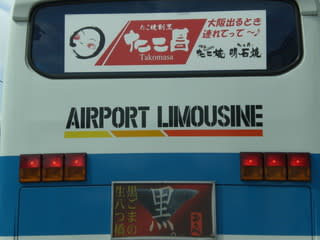 たこ焼割烹
たこ昌
Takomasa
大阪出るとき
連れてって〜♪
たこ焼 明石焼
AIRPORT LIMOUSINE
黒ごまの
生八つ橋
黒